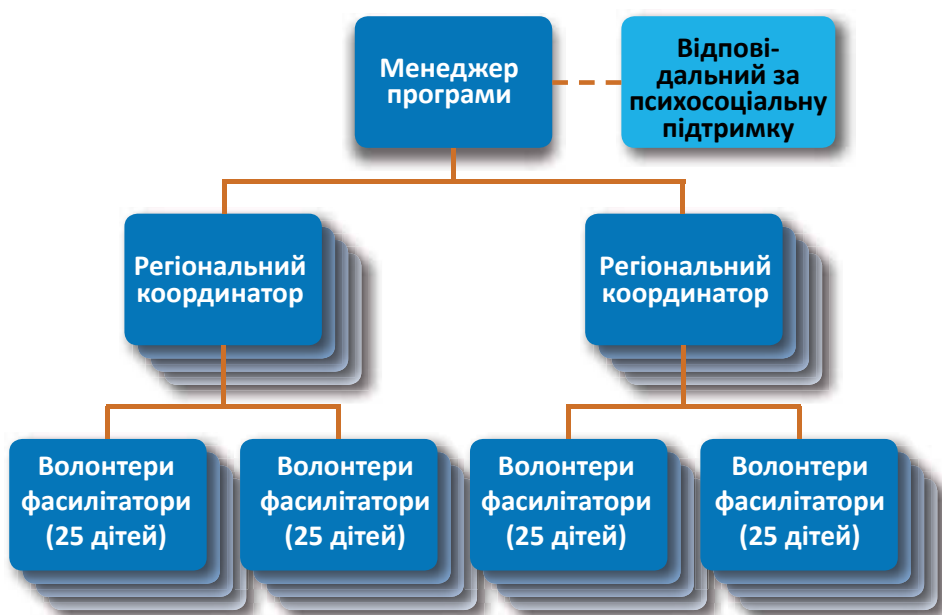 Менеджер
програми
Відпові-
дальний за
психосоціальну
підтримку
Регіональний
координатор
Регіональний
координатор
Волонтери
фасилітатори
(25 дітей)
Волонтери
фасилітатори
(25 дітей)
Волонтери
фасилітатори
(25 дітей)
Волонтери
фасилітатори
(25 дітей)